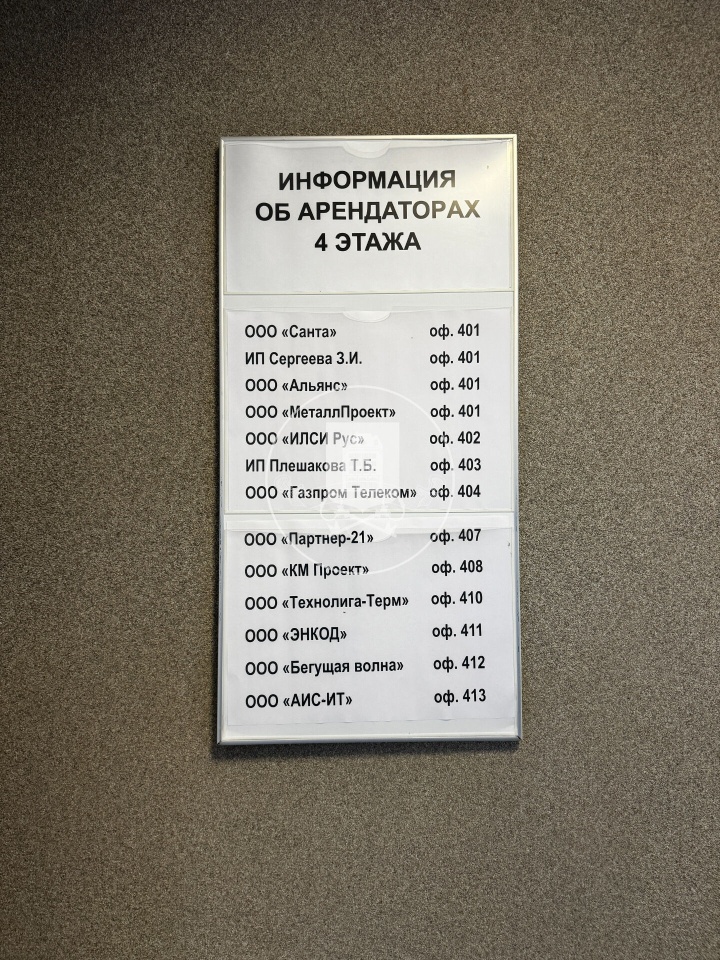 ИНФОРМАЦИЯ
ОБ АРЕНДАТОРАХ
4 ЭТАЖА
ООО «Санта» оф. 401
ИП Сергеева З.И. оф. 401
ООО «Альянс» оф. 401
ООО «МеталлПроект» оф. 401
ООО «ИЛСИ Рус» оф. 402
ИП Плешакова Т.Б. оф. 403
ООО «Газпром Телеком» оф. 404
ООО «Партнер-21» оф. 407
ООО «КМ Проект» оф. 408
ООО «Технолига-Терм» оф. 410
ООО «ЭНКОД» оф. 411
ООО «Бегущая волна» оф. 412
ООО «АИС-ИТ» оф. 413